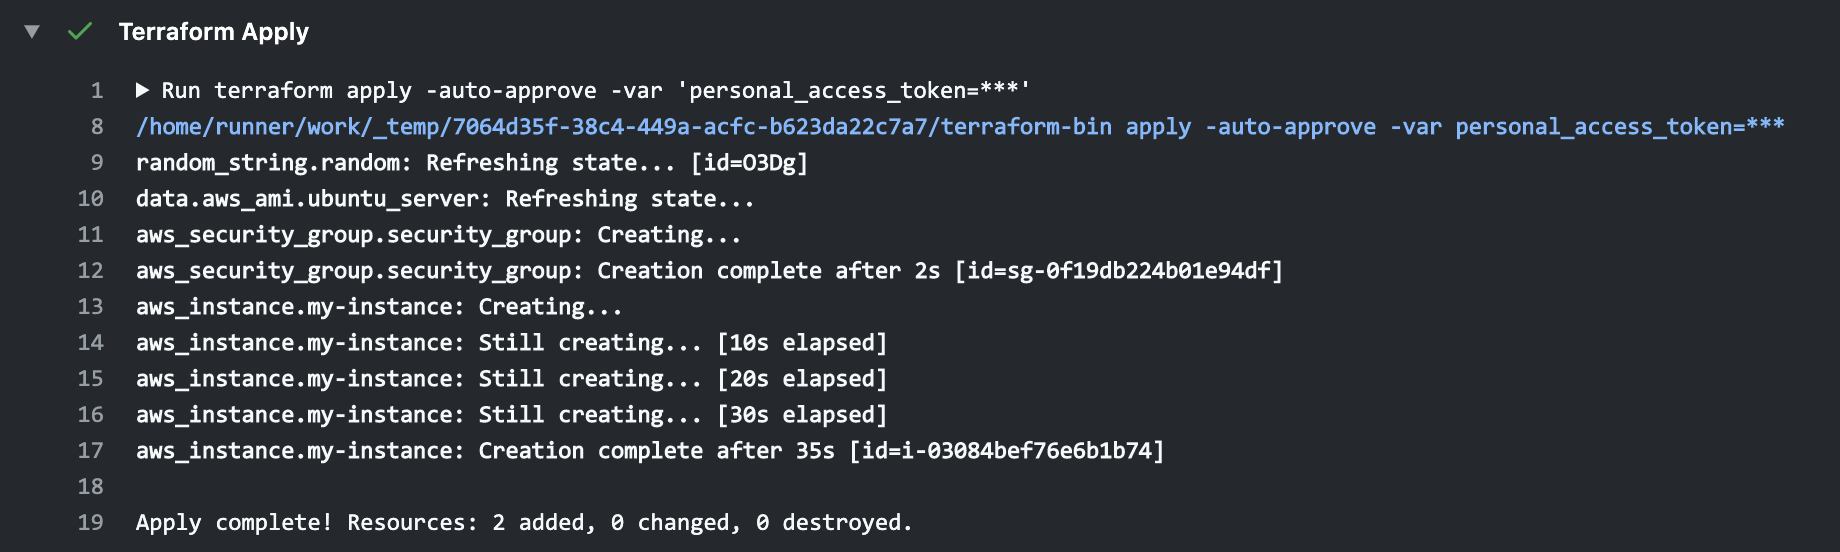 ▼ ✓ Terraform Apply
1 ▶ Run terraform apply -auto-approve -var 'personal_access_token=***'
8 /home/runner/work/_temp/7064d35f-38c4-449a-acfc-b623da22c7a7/terraform-bin apply -auto-approve -var personal_access_token=***
9 random_string.random: Refreshing state... [id=O3Dg]
10 data.aws_ami.ubuntu_server: Refreshing state...
11 aws_security_group.security_group: Creating...
12 aws_security_group.security_group: Creation complete after 2s [id=sg-0f19db224b01e94df]
13 aws_instance.my-instance: Creating...
14 aws_instance.my-instance: Still creating... [10s elapsed]
15 aws_instance.my-instance: Still creating... [20s elapsed]
16 aws_instance.my-instance: Still creating... [30s elapsed]
17 aws_instance.my-instance: Creation complete after 35s [id=i-03084bef76e6b1b74]
18
19 Apply complete! Resources: 2 added, 0 changed, 0 destroyed.